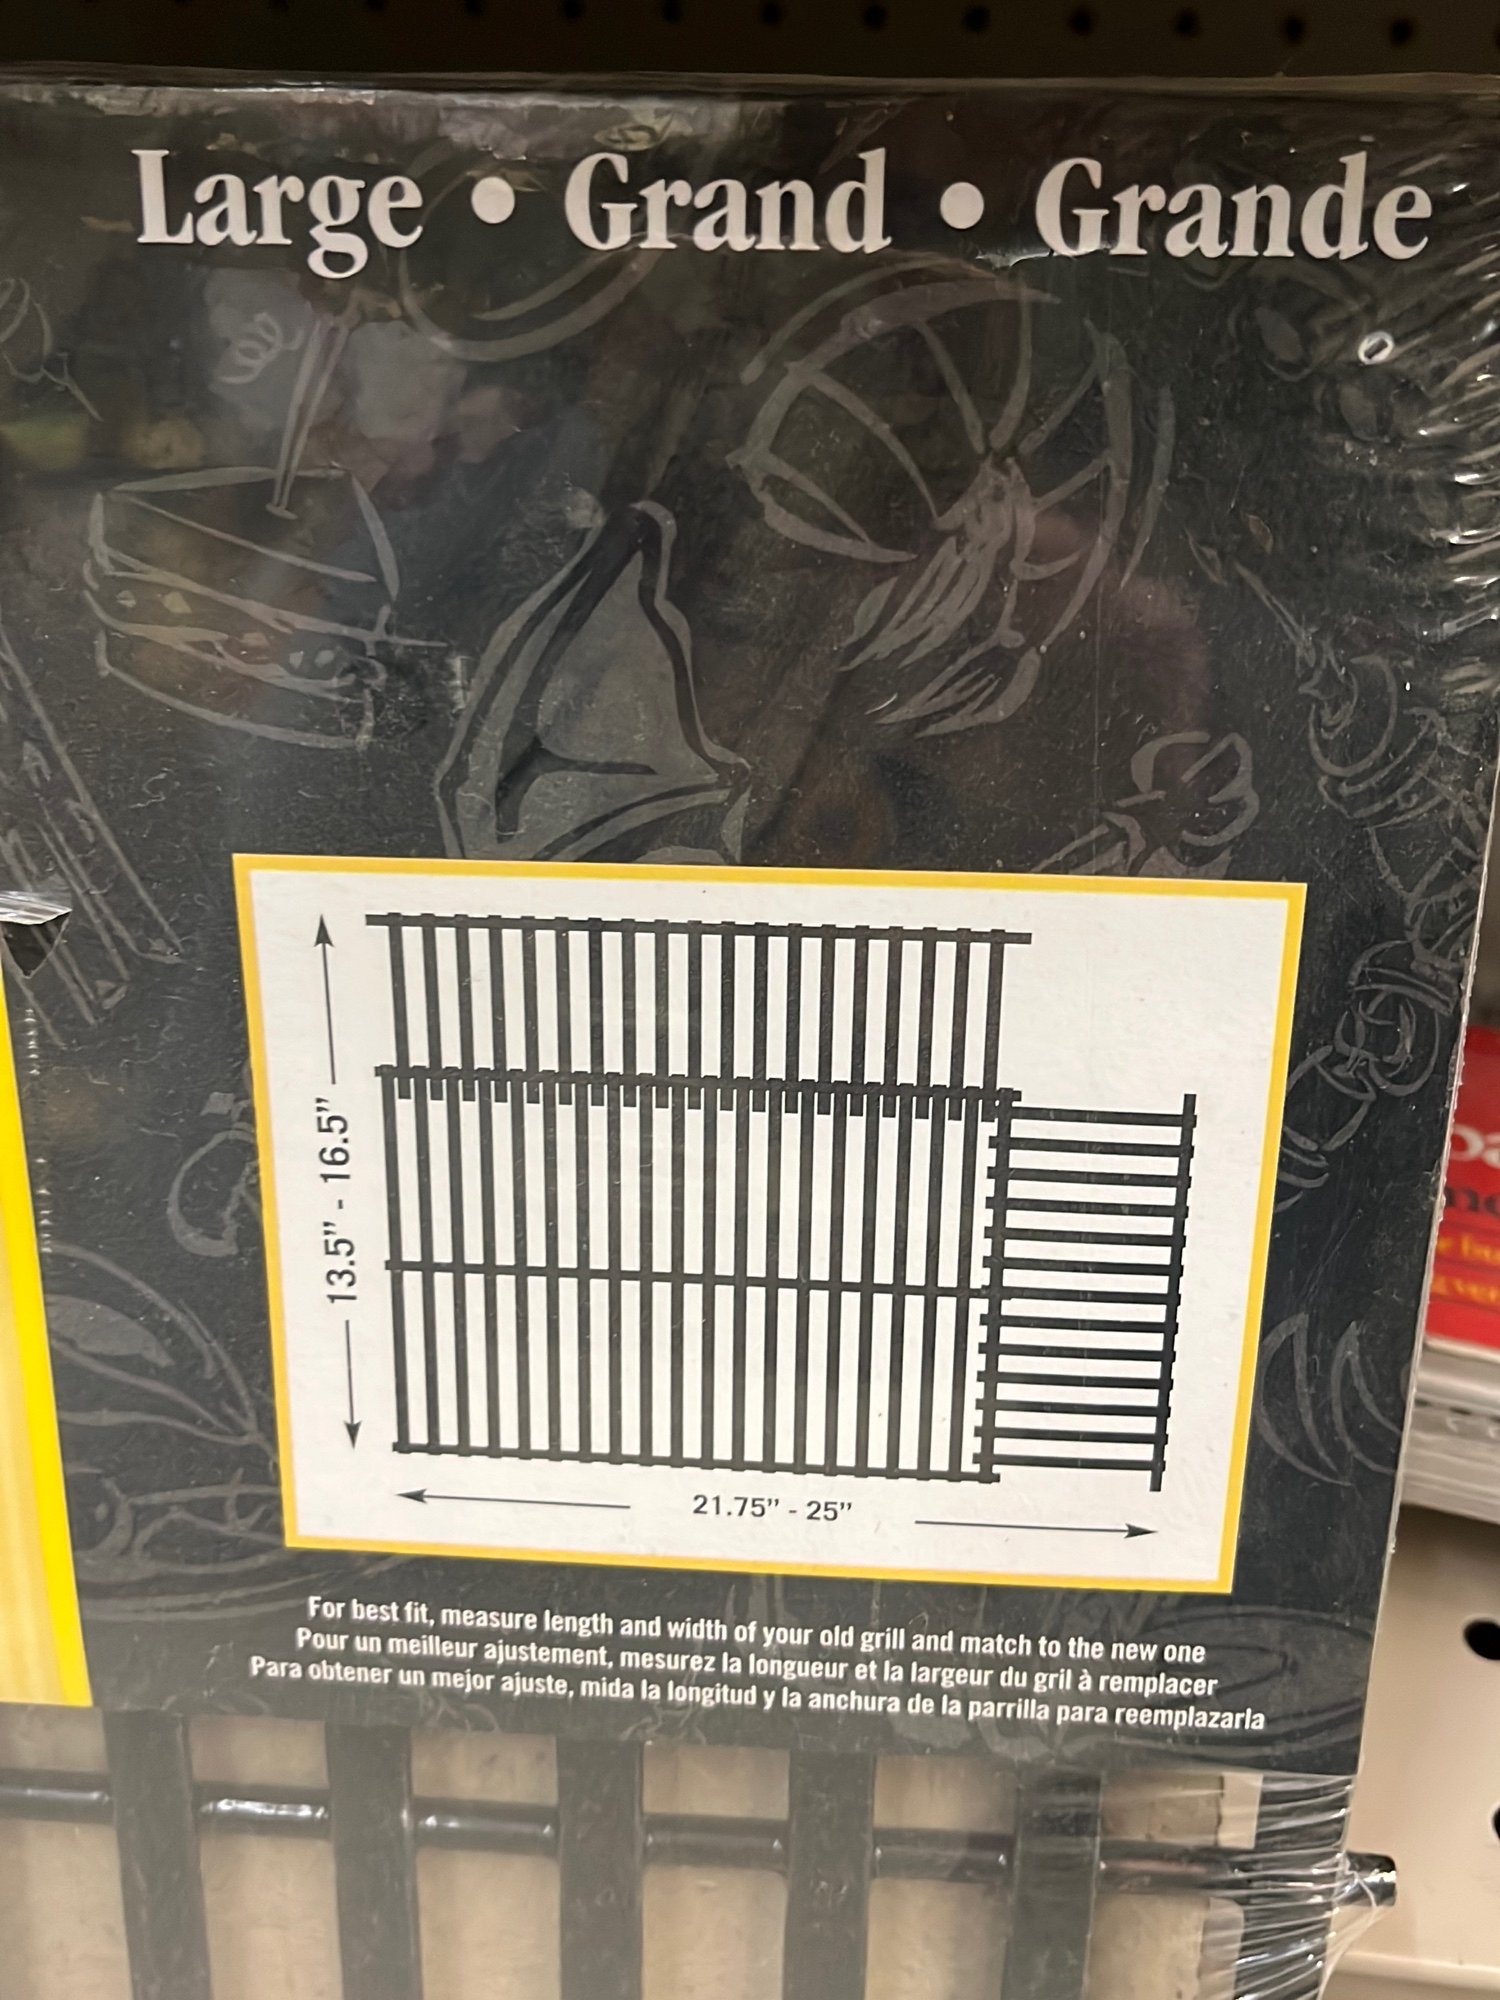 Large • Grand • Grande
13.5” - 16.5”
21.75” - 25”
For best fit, measure length and width of your old grill and match to the new one
Pour un meilleur ajustement, mesurez la longueur et la largeur du gril à remplacer
Para obtener un mejor ajuste, mida la longitud y la anchura de la parrilla para reemplazarla